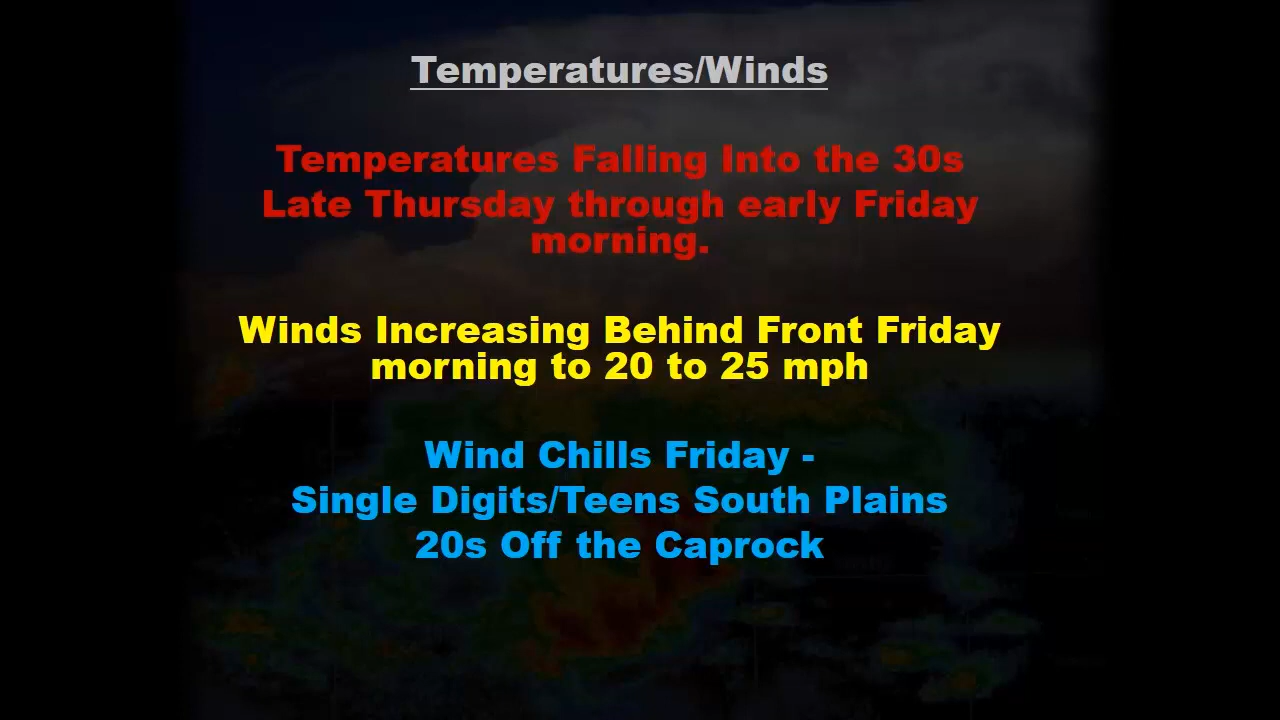 Temperatures/Winds
Temperatures Falling Into the 30s
Late Thursday through early Friday
morning.
Winds Increasing Behind Front Friday
morning to 20 to 25 mph
Wind Chills Friday -
Single Digits/Teens South Plains
20s Off the Caprock